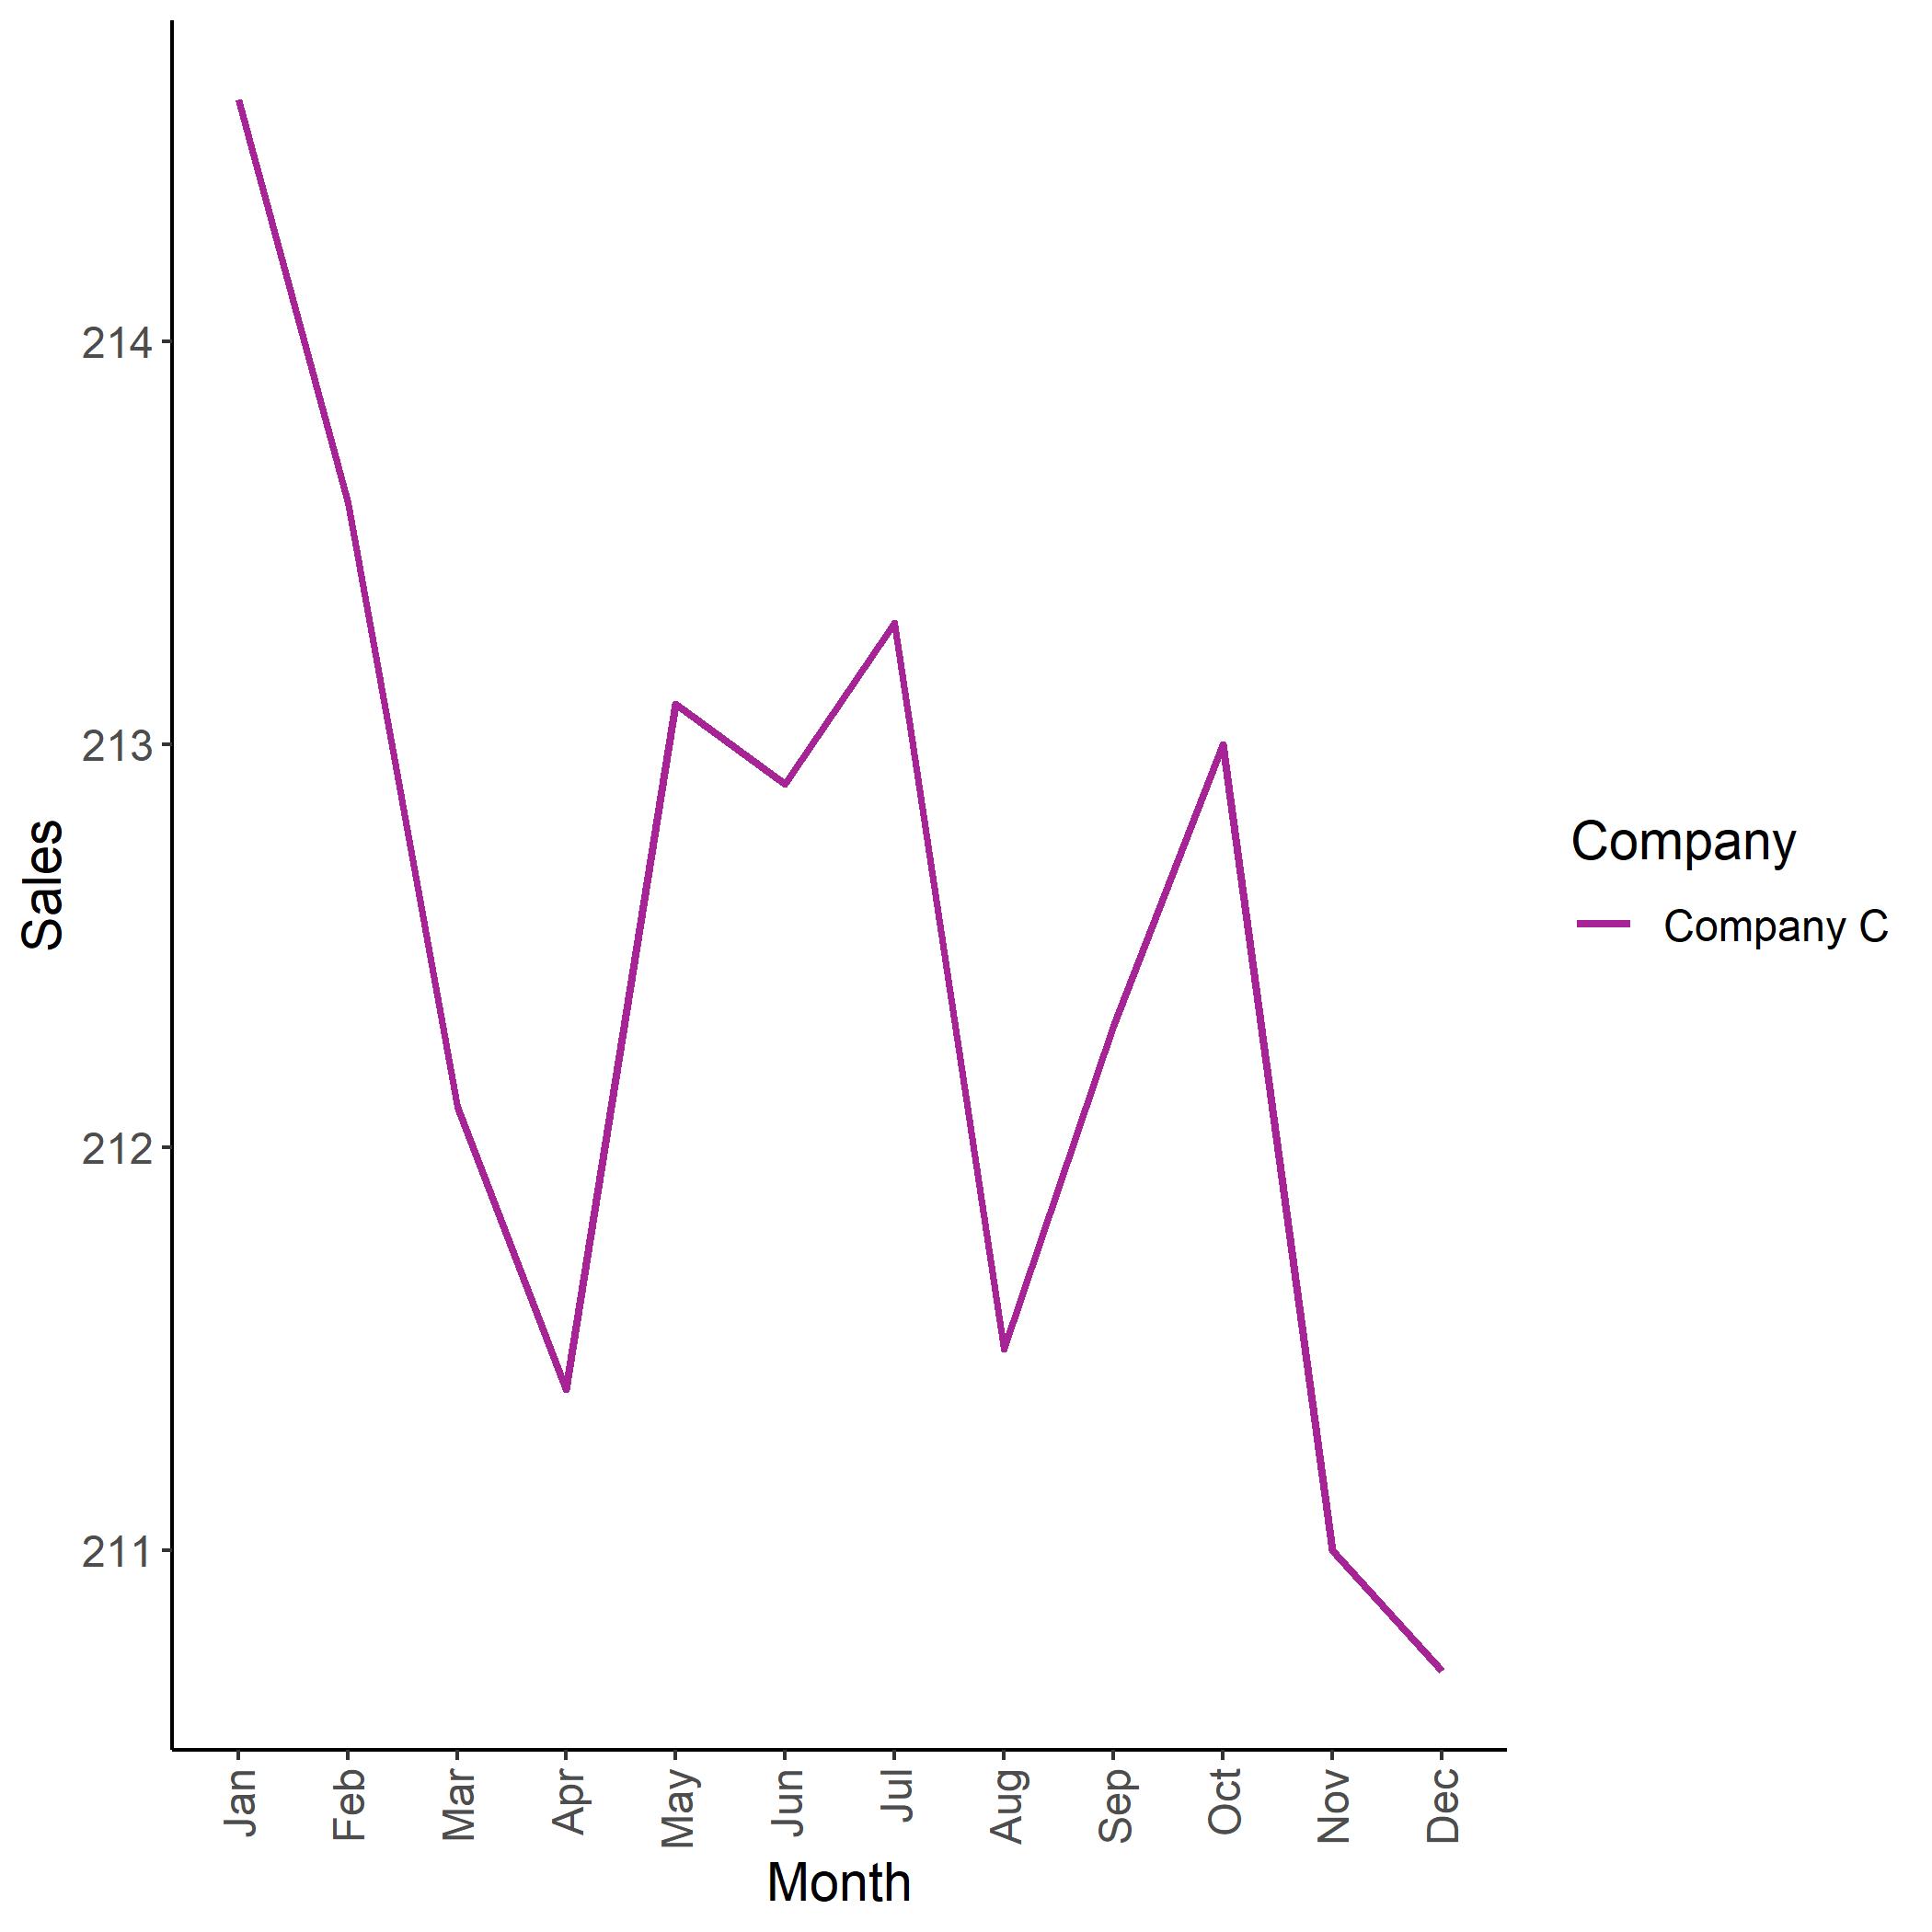 214
213
212
211
Sales
Jan
Feb
Mar
Apr
May
Jun
Jul
Aug
Sep
Oct
Nov
Dec
Month
Company
Company C